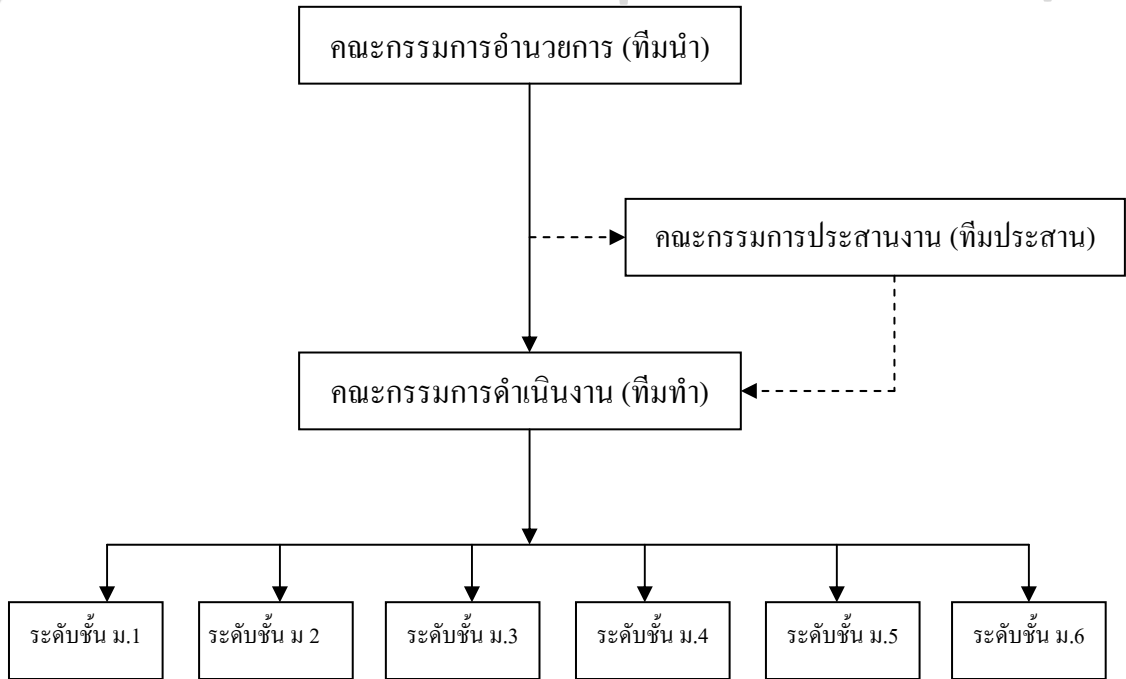 คณะกรรมการอำนวยการ (ทีมนำ)
คณะกรรมการประสานงาน (ทีมประสาน)
คณะกรรมการดำเนินงาน (ทีมทำ)
ระดับชั้น ม.1
ระดับชั้น ม 2
ระดับชั้น ม.3
ระดับชั้น ม.4
ระดับชั้น ม.5
ระดับชั้น ม.6